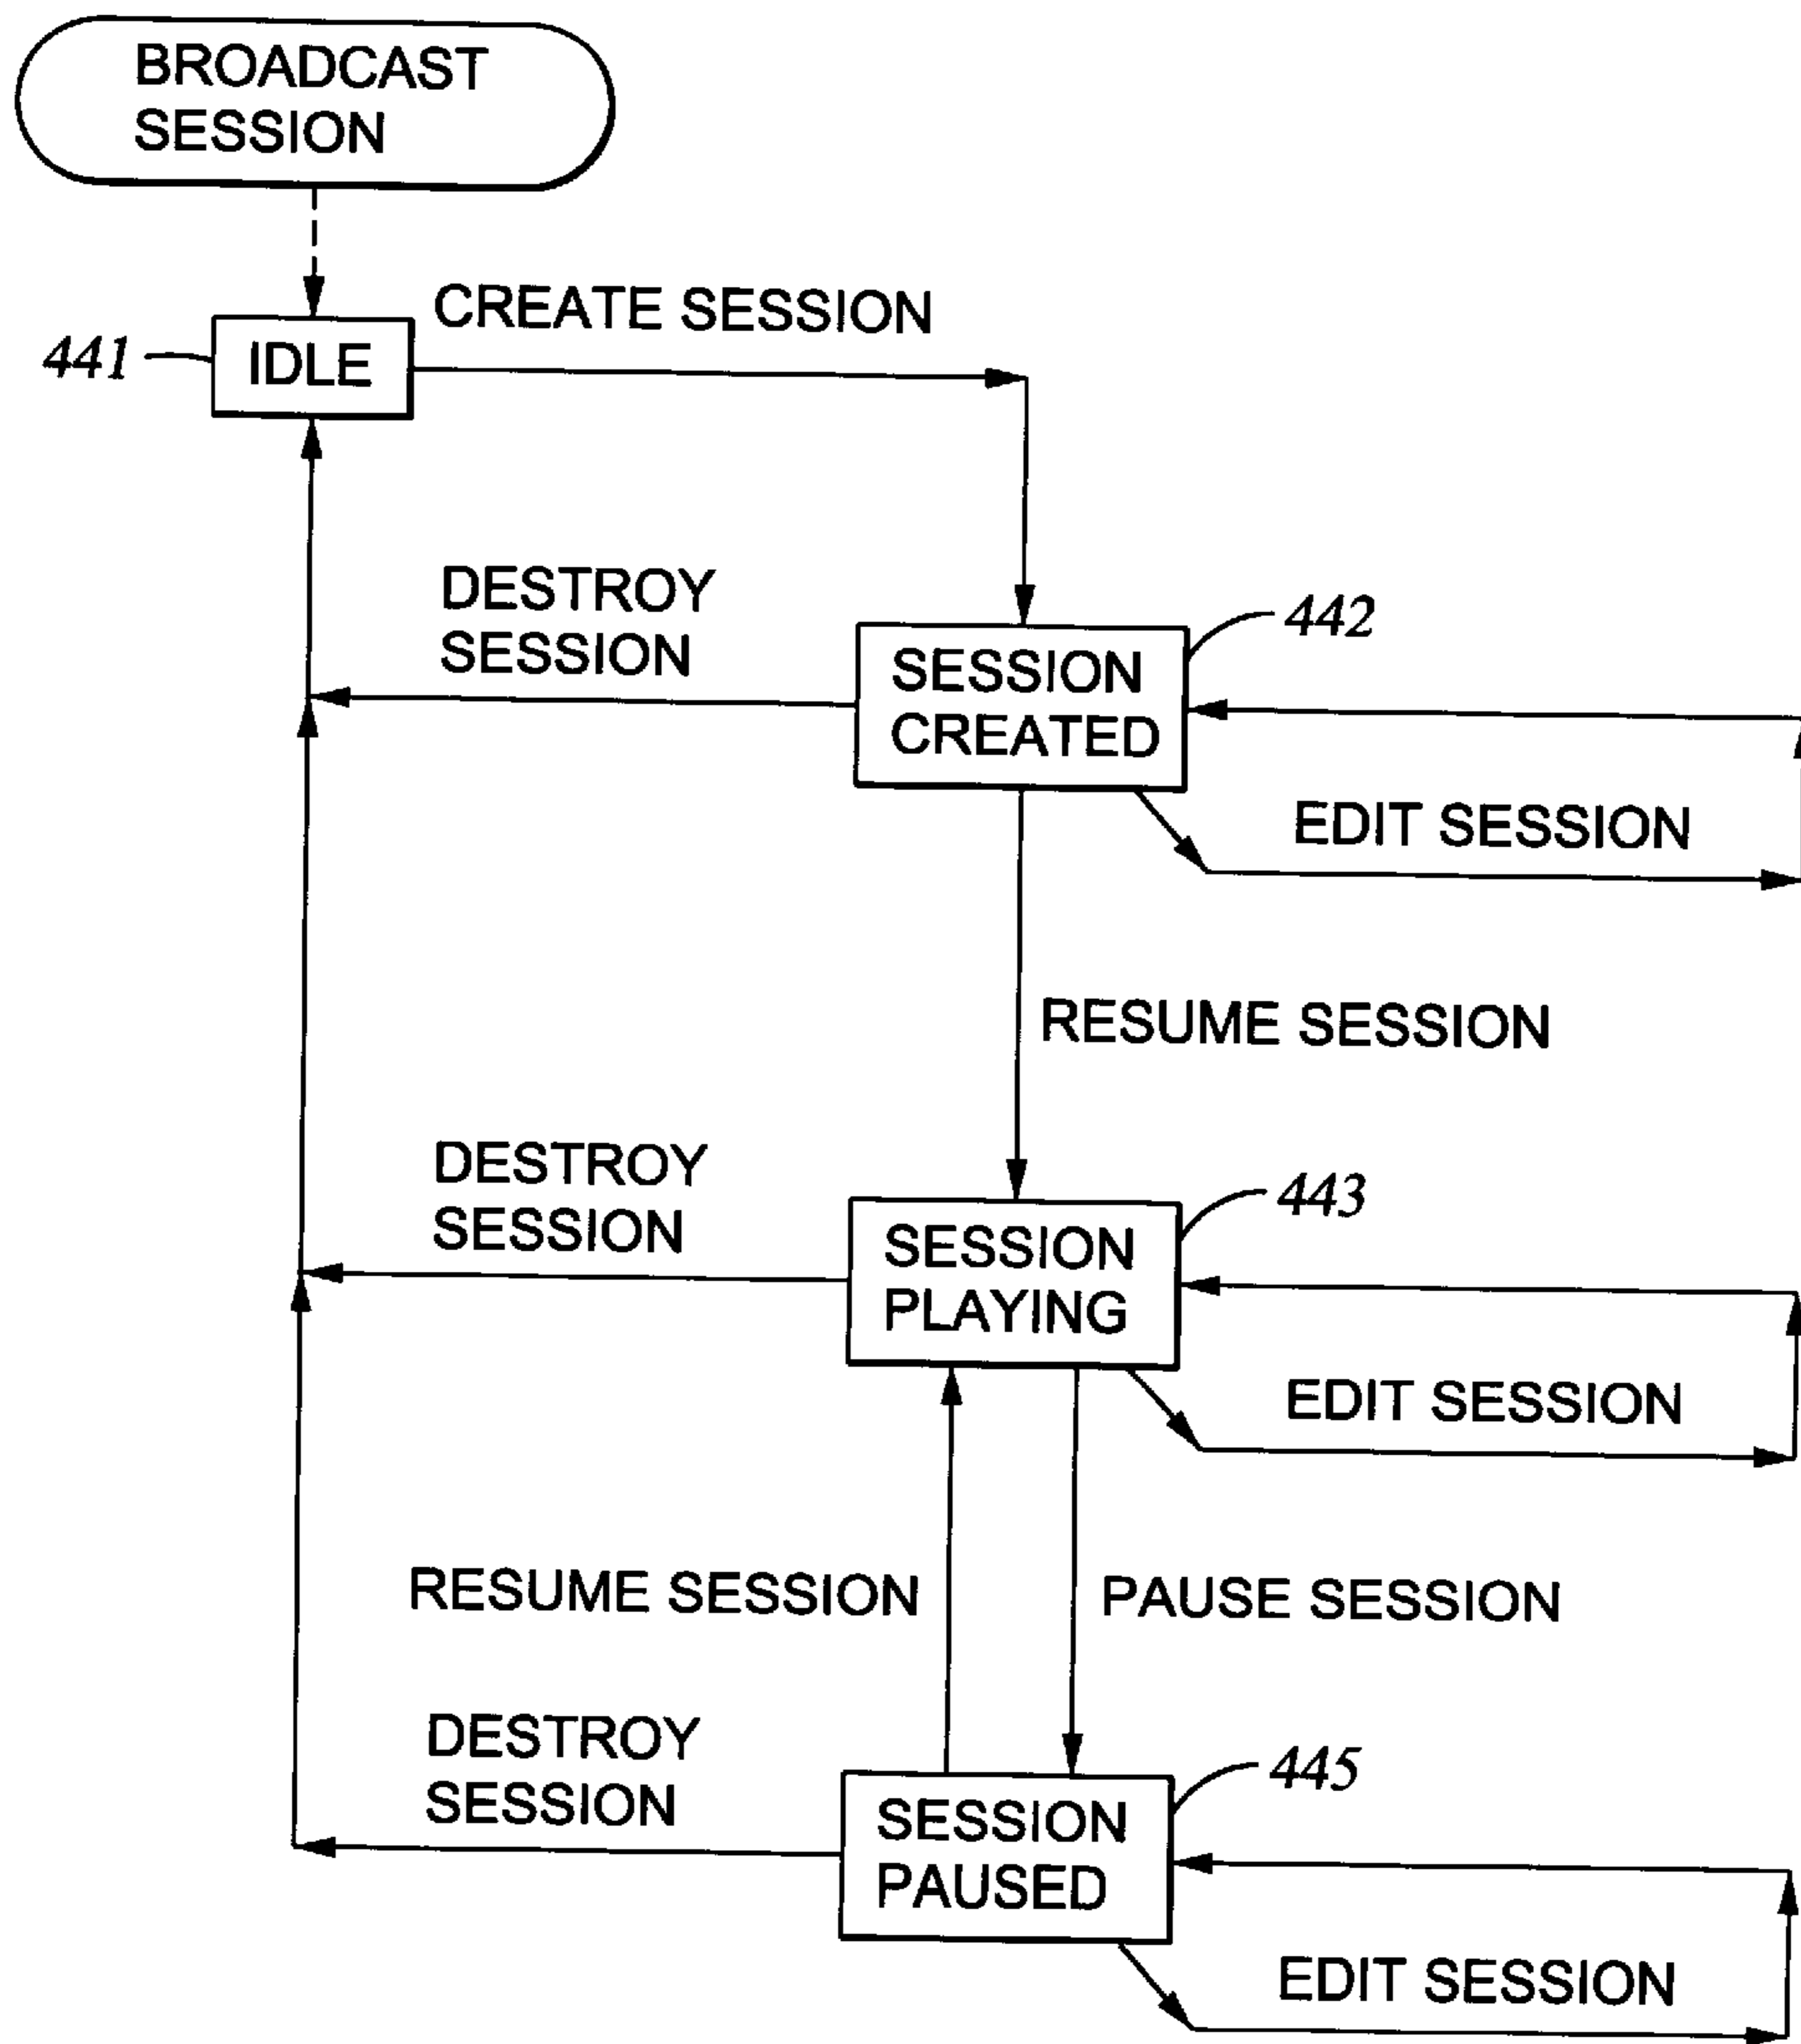 BROADCAST
SESSION
CREATE SESSION
441
IDLE
DESTROY
SESSION
442
SESSION
CREATED
EDIT SESSION
RESUME SESSION
DESTROY
SESSION
443
SESSION
PLAYING
EDIT SESSION
RESUME SESSION
PAUSE SESSION
DESTROY
SESSION
445
SESSION
PAUSED
EDIT SESSION